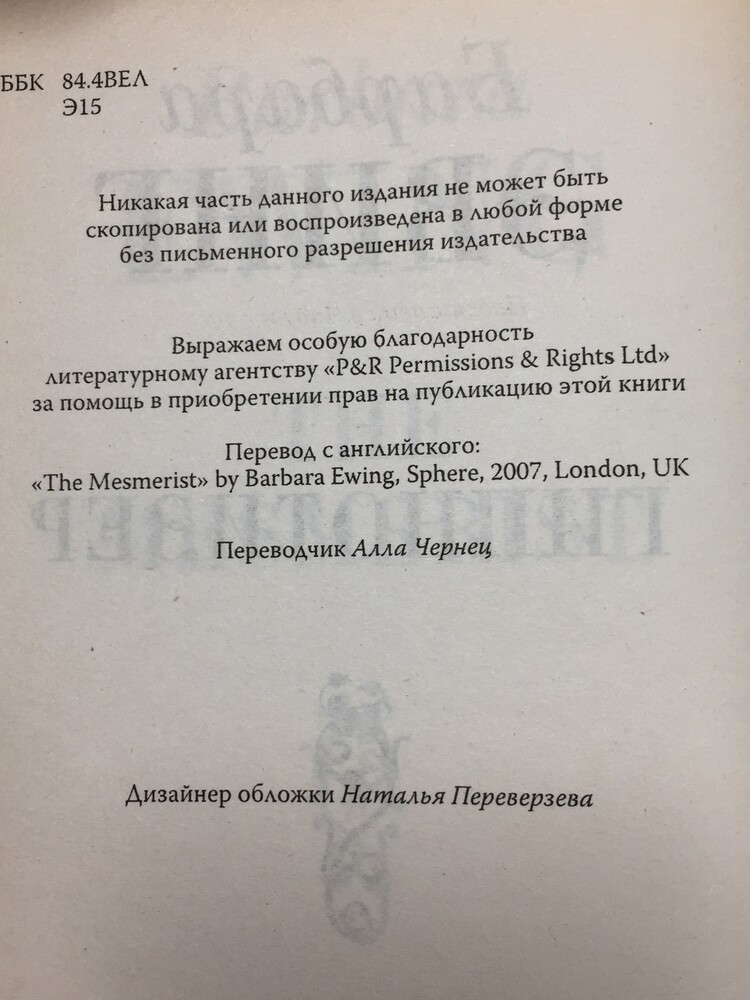 ББК 84.4ВЕЛ
Э15
Никакая часть данного издания не может быть
скопирована или воспроизведена в любой форме
без письменного разрешения издательства
Выражаем особую благодарность
литературному агентству «P&R Permissions & Rights Ltd»
за помощь в приобретении прав на публикацию этой книги
Перевод с английского:
«The Mesmerist» by Barbara Ewing, Sphere, 2007, London, UK
Переводчик Алла Чернец
Дизайнер обложки Наталья Переверзева